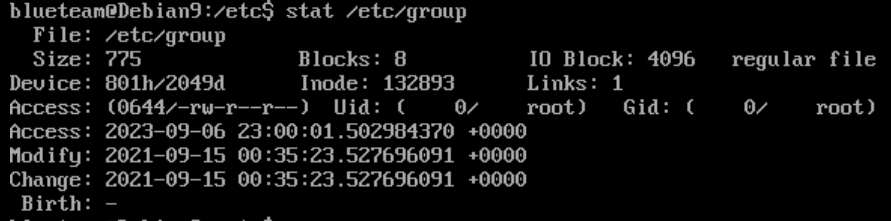 blueteam@Debian9:/etc$ stat /etc/group
  File: /etc/group
  Size: 775             Blocks: 8          IO Block: 4096   regular file
Device: 801h/2049d      Inode: 132893      Links: 1
Access: (0644/-rw-r--r--)  Uid: (    0/    root)   Gid: (    0/    root)
Access: 2023-09-06 23:00:01.502984370 +0000
Modify: 2021-09-15 00:35:23.527696091 +0000
Change: 2021-09-15 00:35:23.527696091 +0000
 Birth: -